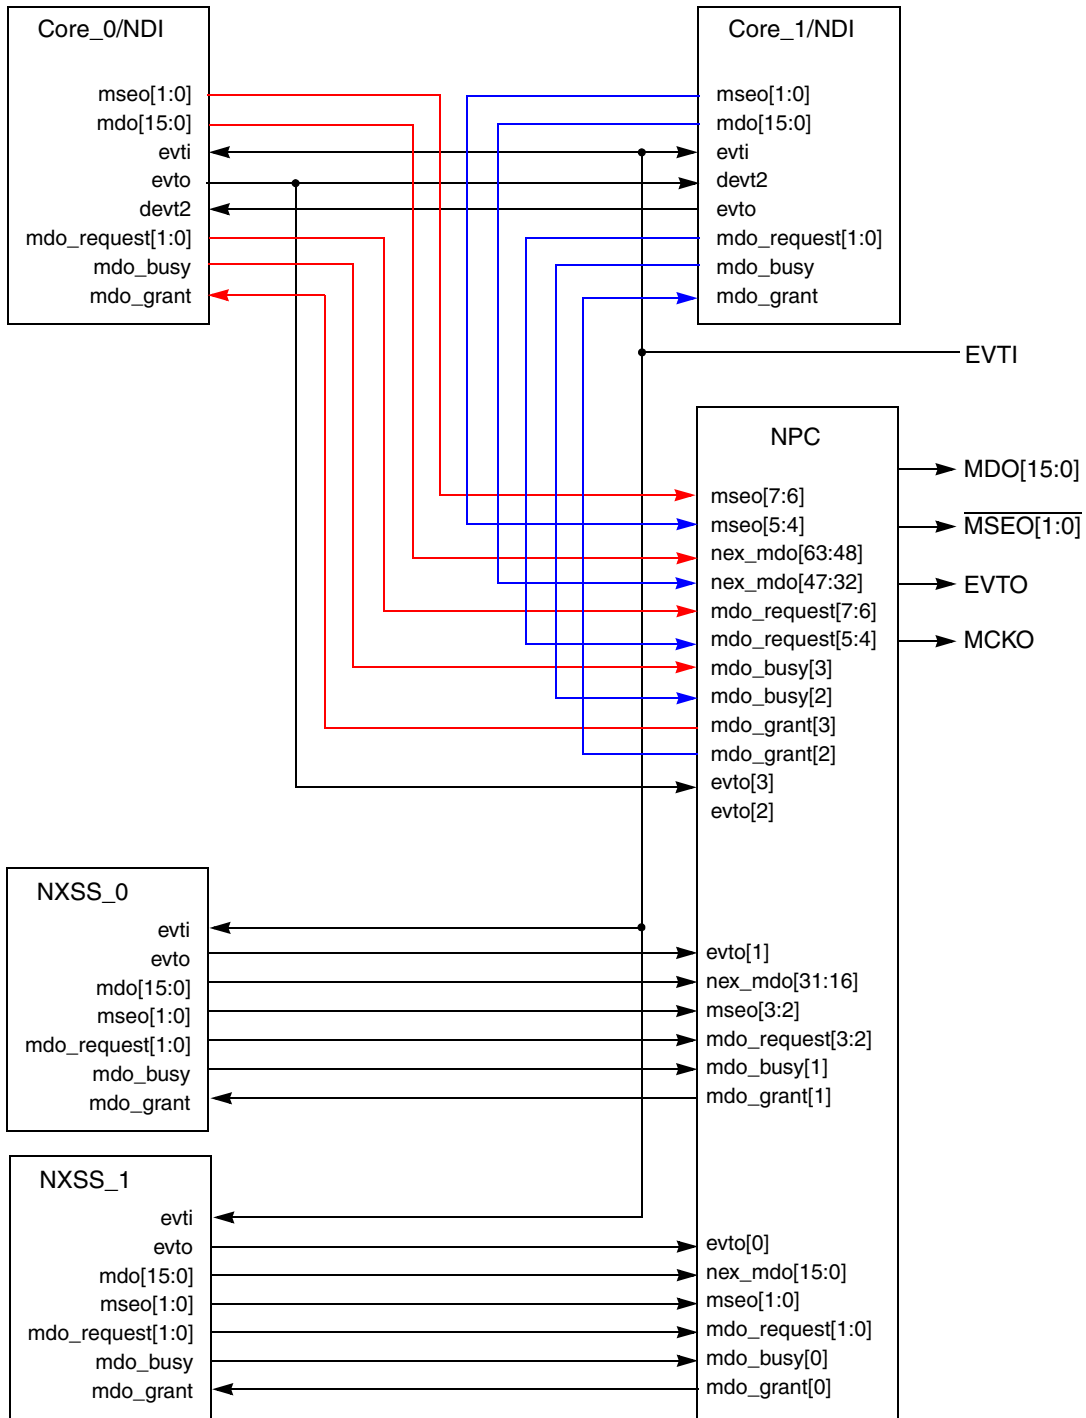 Core_0/NDI
mseo[1:0]
mdo[15:0]
evti
evto
devt2
mdo_request[1:0]
mdo_busy
mdo_grant
Core_1/NDI
mseo[1:0]
mdo[15:0]
evti
devt2
evto
mdo_request[1:0]
mdo_busy
mdo_grant
EVTI
NPC
mseo[7:6]
mseo[5:4]
nex_mdo[63:48]
nex_mdo[47:32]
mdo_request[7:6]
mdo_request[5:4]
mdo_busy[3]
mdo_busy[2]
mdo_grant[3]
mdo_grant[2]
evto[3]
evto[2]
evto[1]
nex_mdo[31:16]
mseo[3:2]
mdo_request[3:2]
mdo_busy[1]
mdo_grant[1]
evto[0]
nex_mdo[15:0]
mseo[1:0]
mdo_request[1:0]
mdo_busy[0]
mdo_grant[0]
MDO[15:0]
MSEO[1:0]
EVTO
MCKO
NXSS_0
evti
evto
mdo[15:0]
mseo[1:0]
mdo_request[1:0]
mdo_busy
mdo_grant
NXSS_1
evti
evto
mdo[15:0]
mseo[1:0]
mdo_request[1:0]
mdo_busy
mdo_grant